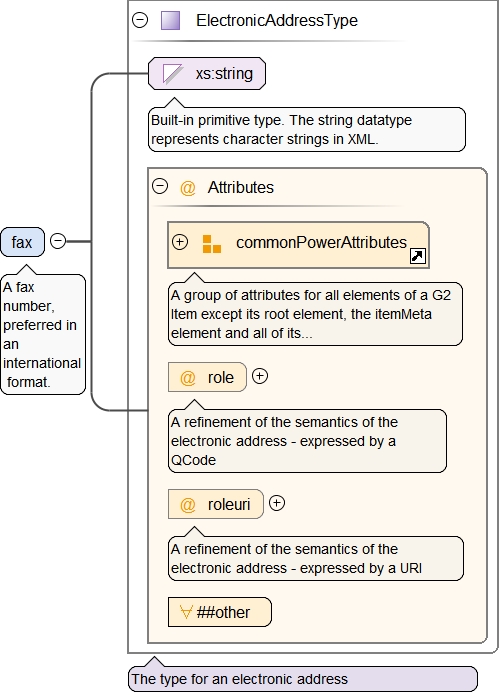 ElectronicAddressType
xs:string
Built-in primitive type. The string datatype
represents character strings in XML.
@ Attributes
fax
A fax
number,
preferred in
an
international
format.
commonPowerAttributes
A group of attributes for all elements of a G2
Item except its root element, the itemMeta
element and all of its...
@ role
A refinement of the semantics of the
electronic address - expressed by a
QCode
@ roleuri
A refinement of the semantics of the
electronic address - expressed by a URI
##other
The type for an electronic address